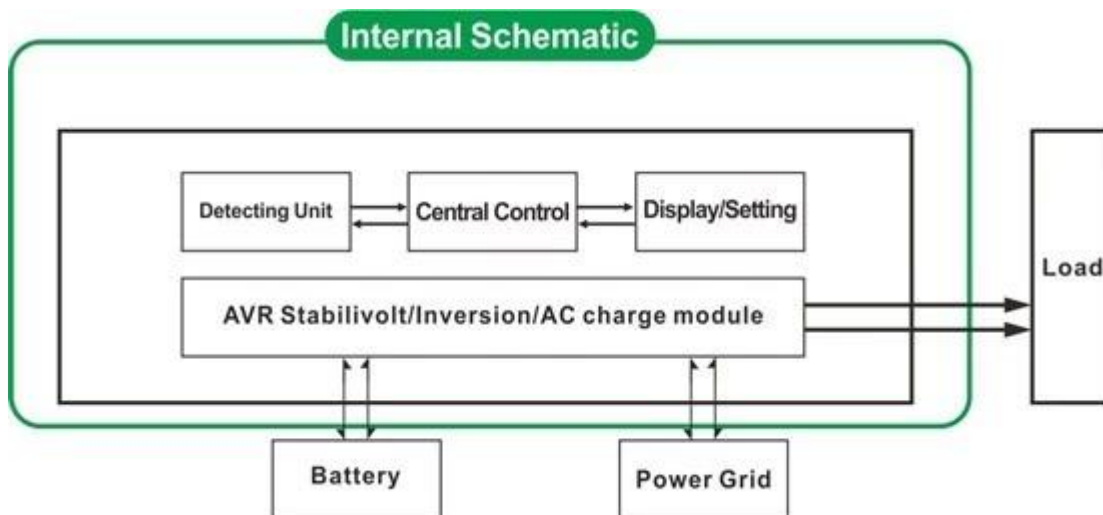 Internal Schematic
Detecting Unit
Central Control
Display/Setting
AVR Stabilivolt/Inversion/AC charge module
Load
Battery
Power Grid